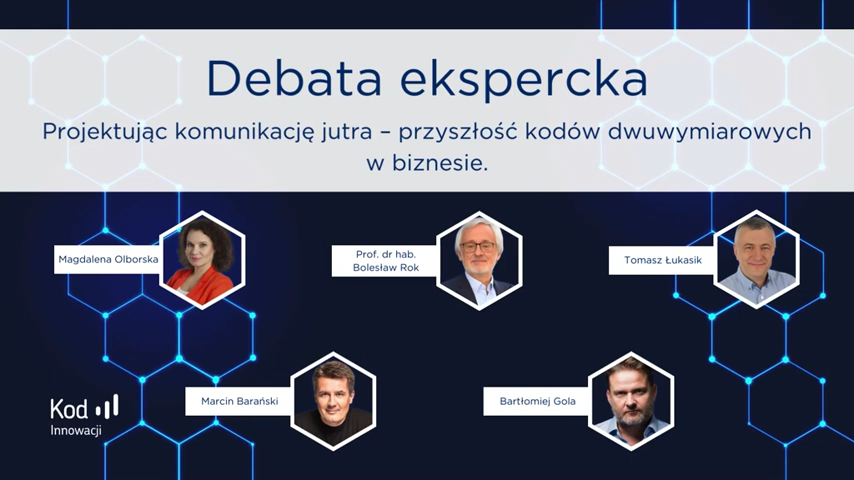 Debata ekspercka
Projektując komunikację jutra – przyszłość kodów dwuwymiarowych
w biznesie.
Magdalena Olborska
Prof. dr hab.
Bolesław Rok
Tomasz Łukasik
Marcin Barański
Bartłomiej Gola
Kod
Innowacji